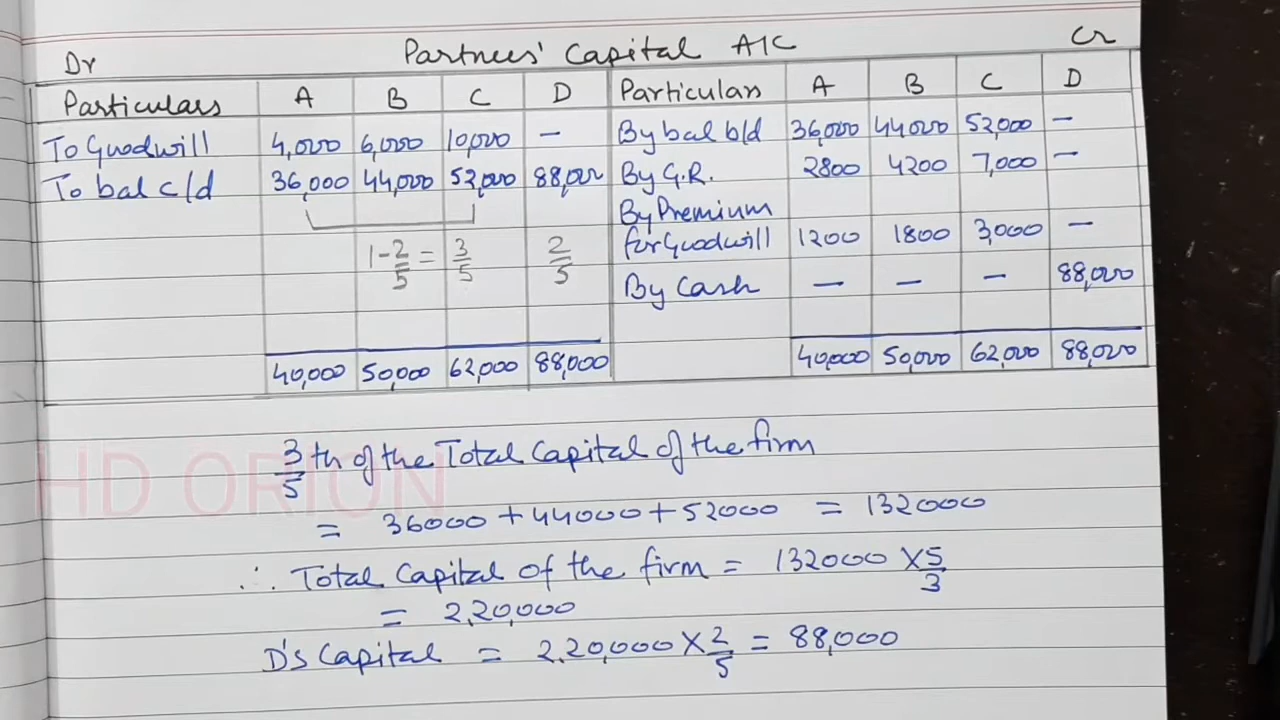 Dr Partners' Capital A/C Cr
Particulars A B C D Particulars A B C D
To Goodwill 4,000 6,000 10,000 — By bal b/d 36,000 44000 52,000 —
To bal c/d 36,000 44,000 52,000 88,000 By G.R. 2800 4200 7,000 —
By Premium
for Goodwill 1200 1800 3,000 —
1-2/5 = 3/5 2/5
By Cash — — — 88,000
40,000 50,000 62,000 88,000 40,000 50,000 62,000 88,000
3/5 th of the Total Capital of the firm
= 36000 + 44000 + 52000 = 132000
∴ Total Capital of the firm = 132000 × 5/3
= 2,20,000
D's Capital = 2,20,000 × 2/5 = 88,000
HD ORION